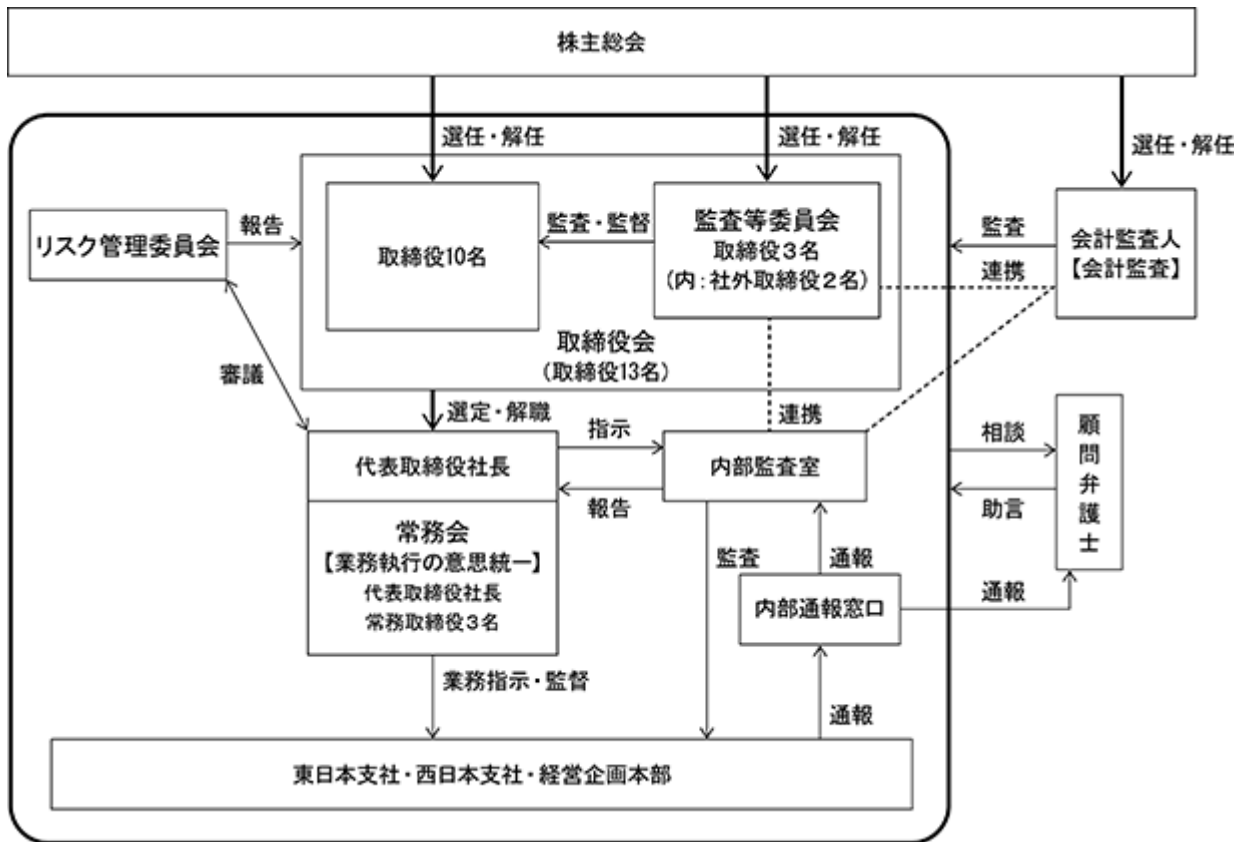 株主総会
選任・解任
選任・解任
選任・解任
リスク管理委員会
報告
取締役10名
監査・監督
監査等委員会
取締役3名
(内:社外取締役2名)
監査
連携
会計監査人
【会計監査】
取締役会
(取締役13名)
審議
選定・解職
連携
代表取締役社長
指示
報告
内部監査室
相談
助言
顧問弁護士
常務会
【業務執行の意思統一】
代表取締役社長
常務取締役3名
監査
通報
内部通報窓口
通報
業務指示・監督
通報
東日本支社・西日本支社・経営企画本部